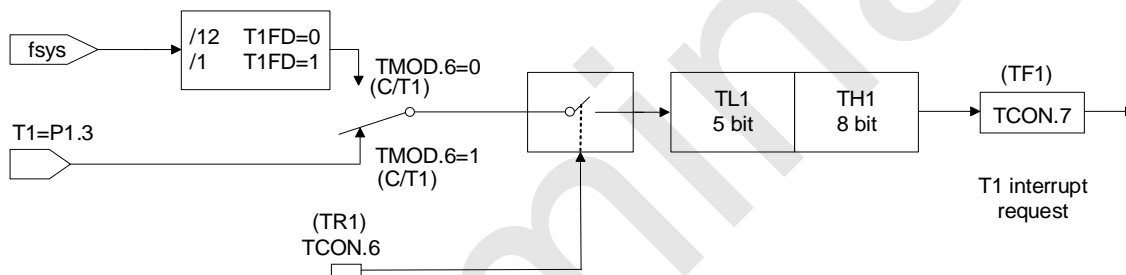 /12 T1FD=0
/1 T1FD=1
fsys
TMOD.6=0
(C/T1)
T1=P1.3
TMOD.6=1
(C/T1)
(TR1)
TCON.6
TL1
5 bit
TH1
8 bit
(TF1)
TCON.7
T1 interrupt
request